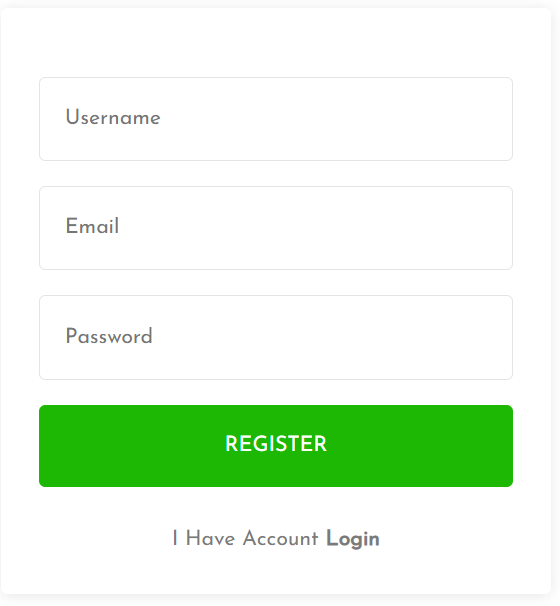 Username
Email
Password
REGISTER
I Have Account Login